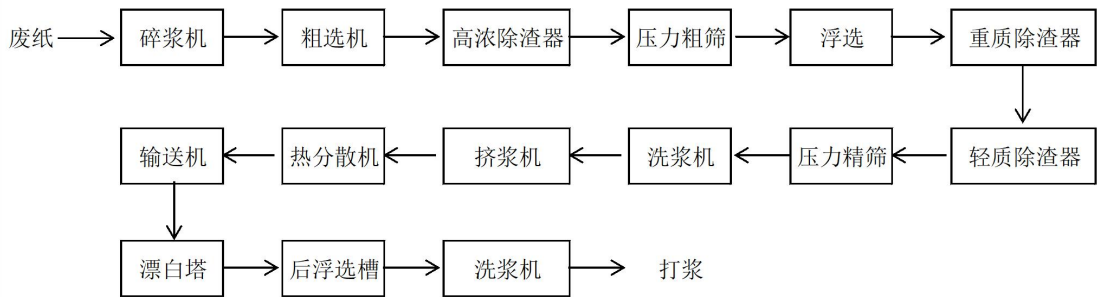 废纸 碎浆机 粗选机 高浓除渣器 压力粗筛 浮选 重质除渣器
输送机 热分散机 挤浆机 洗浆机 压力精筛 轻质除渣器
漂白塔 后浮选槽 洗浆机 打浆